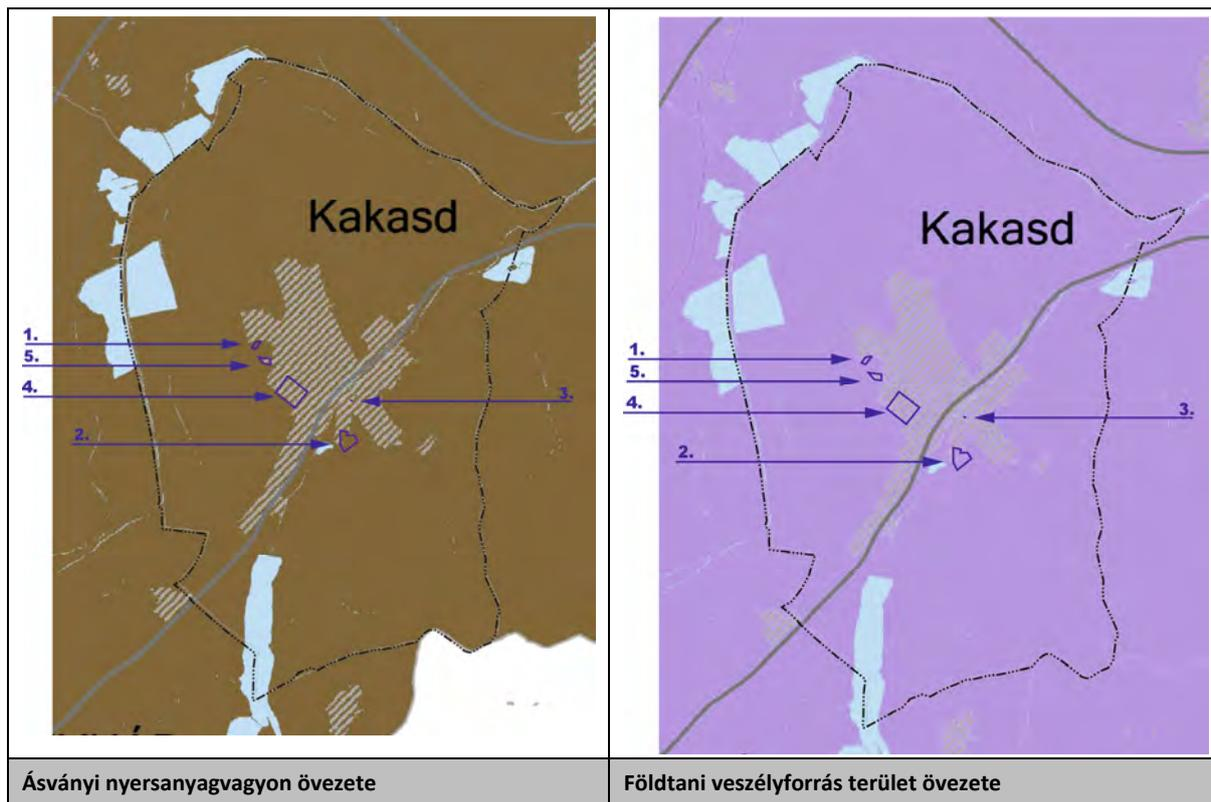 Kakasd
1.
5.
4.
3.
2.
Ásványi nyersanyagvagyon övezete
Kakasd
1.
5.
4.
3.
2.
Földtani veszélyforrás terület övezete